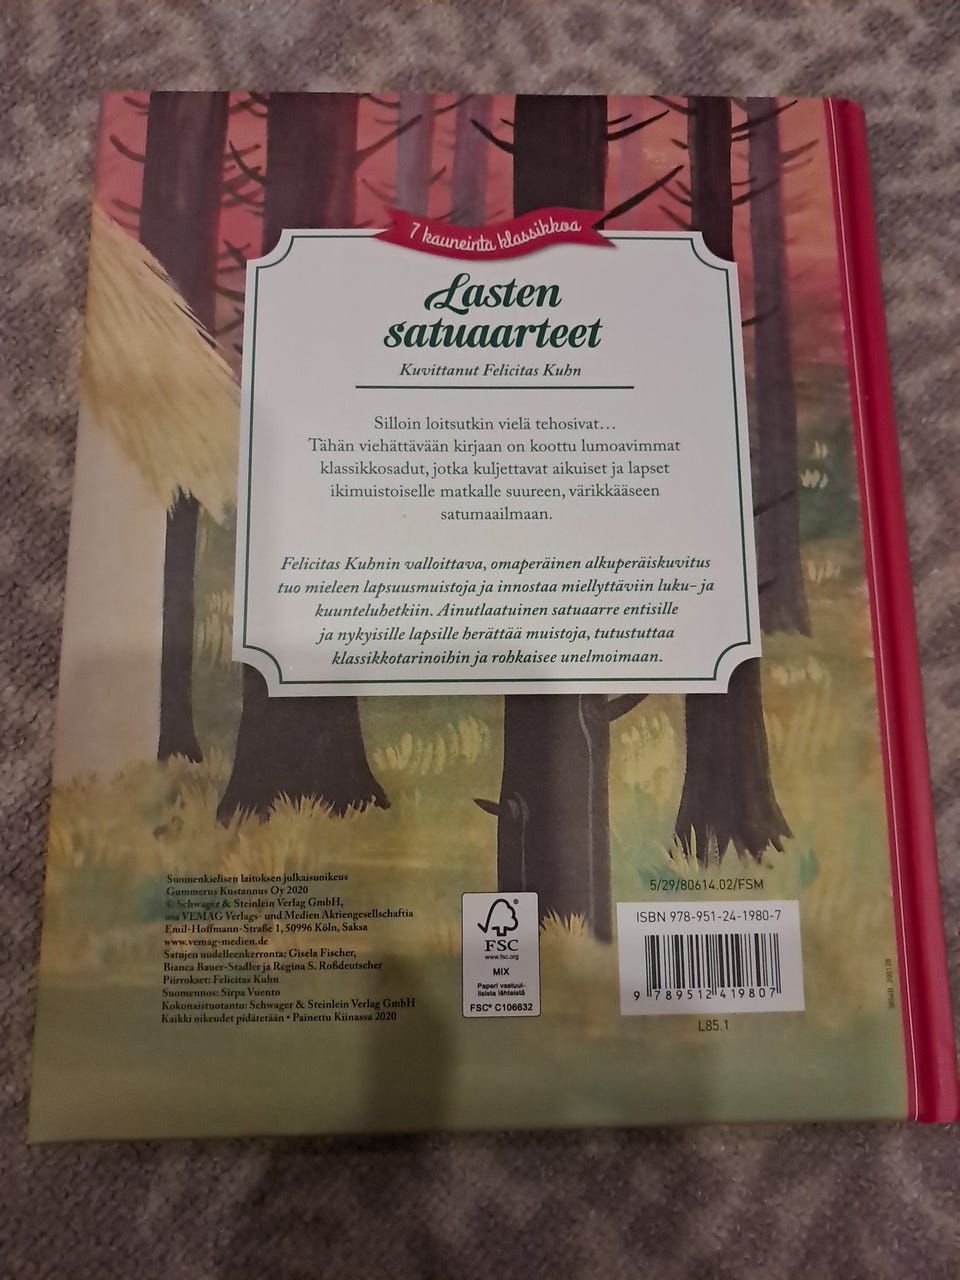 7 kauneinta klassikkoa
Lasten
satuaarteet
Kuvittanut Felicitas Kuhn
Silloin loitsutkin vielä tehosivat…
Tähän viehättävään kirjaan on koottu lumoavimmat
klassikkosadut, jotka kuljettavat aikuiset ja lapset
ikimuistoiselle matkalle suureen, värikkääseen
satumaailmaan.
Felicitas Kuhnin valloittava, omaperäinen alkuperäiskuvitus
tuo mieleen lapsuusmuistoja ja innostaa miellyttäviin luku- ja
kuunteluhetkiin. Ainutlaatuinen satuaarre entisille
ja nykyisille lapsille herättää muistoja, tutustuttaa
klassikkotarinoihin ja rohkaisee unelmoimaan.
Suomenkielisen laitoksen julkaisuoikeus
Gummerus Kustannus Oy 2020
© Schwager & Steinlein Verlag GmbH,
osa VEMAG Verlags- und Medien Aktiengesellschaftia
Emil-Hoffmann-Straße 1, 50996 Köln, Saksa
www.vemag-medien.de
Satujen uudelleenkerronta: Gisela Fischer,
Bianca Bauer-Stadler ja Regina S. Roßdeutscher
Piirrokset: Felicitas Kuhn
Suomennos: Sirpa Vuento
Kokonaistuotanto: Schwager & Steinlein Verlag GmbH
Kaikki oikeudet pidätetään • Painettu Kiinassa 2020
FSC
www.fsc.org
MIX
Paperi vastuul-
lisista lähteistä
FSC® C106632
5/29/80614.02/FSM
ISBN 978-951-24-1980-7
9 789512 419807
L85.1